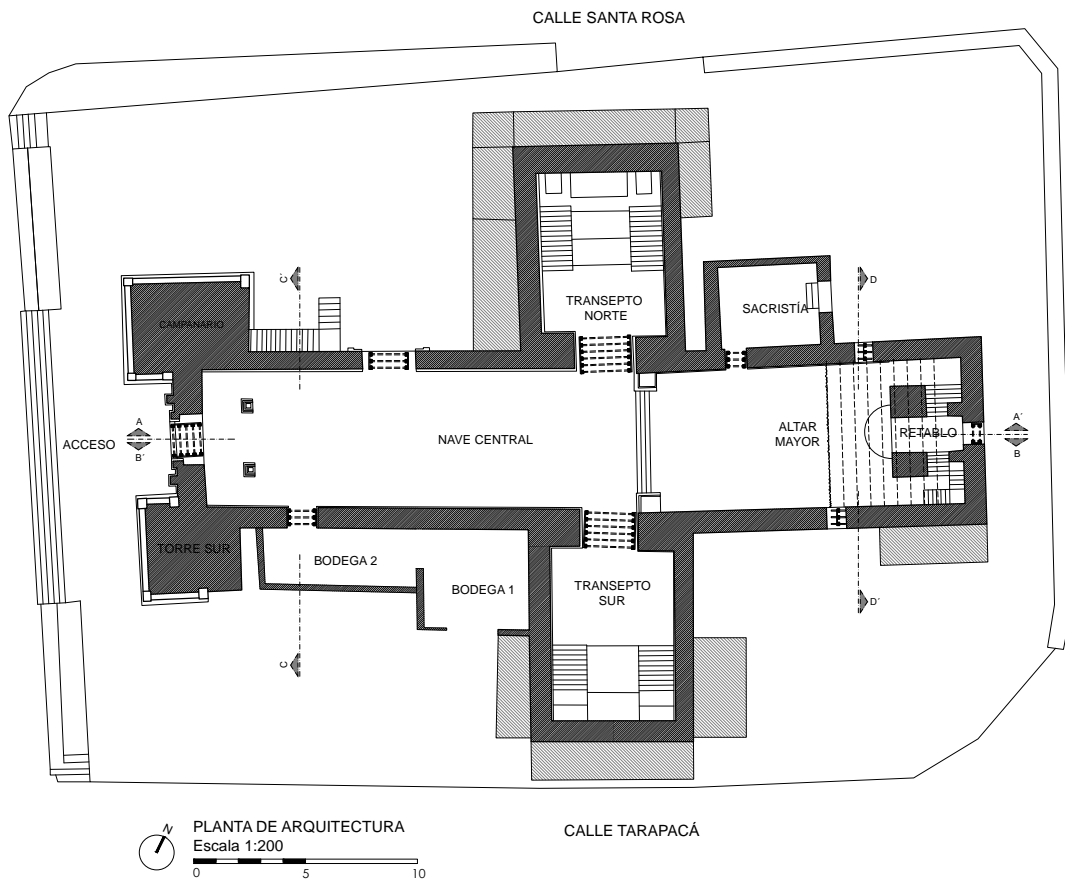 CALLE SANTA ROSA
C´
D
TRANSEPTO
NORTE
SACRISTÍA
CAMPANARIO
A
ACCESO
B´
NAVE CENTRAL
ALTAR
MAYOR
RETABLO
A´
B
TORRE SUR
BODEGA 2
BODEGA 1
TRANSEPTO
SUR
D´
C
N
PLANTA DE ARQUITECTURA
Escala 1:200
0 5 10
CALLE TARAPACÁ